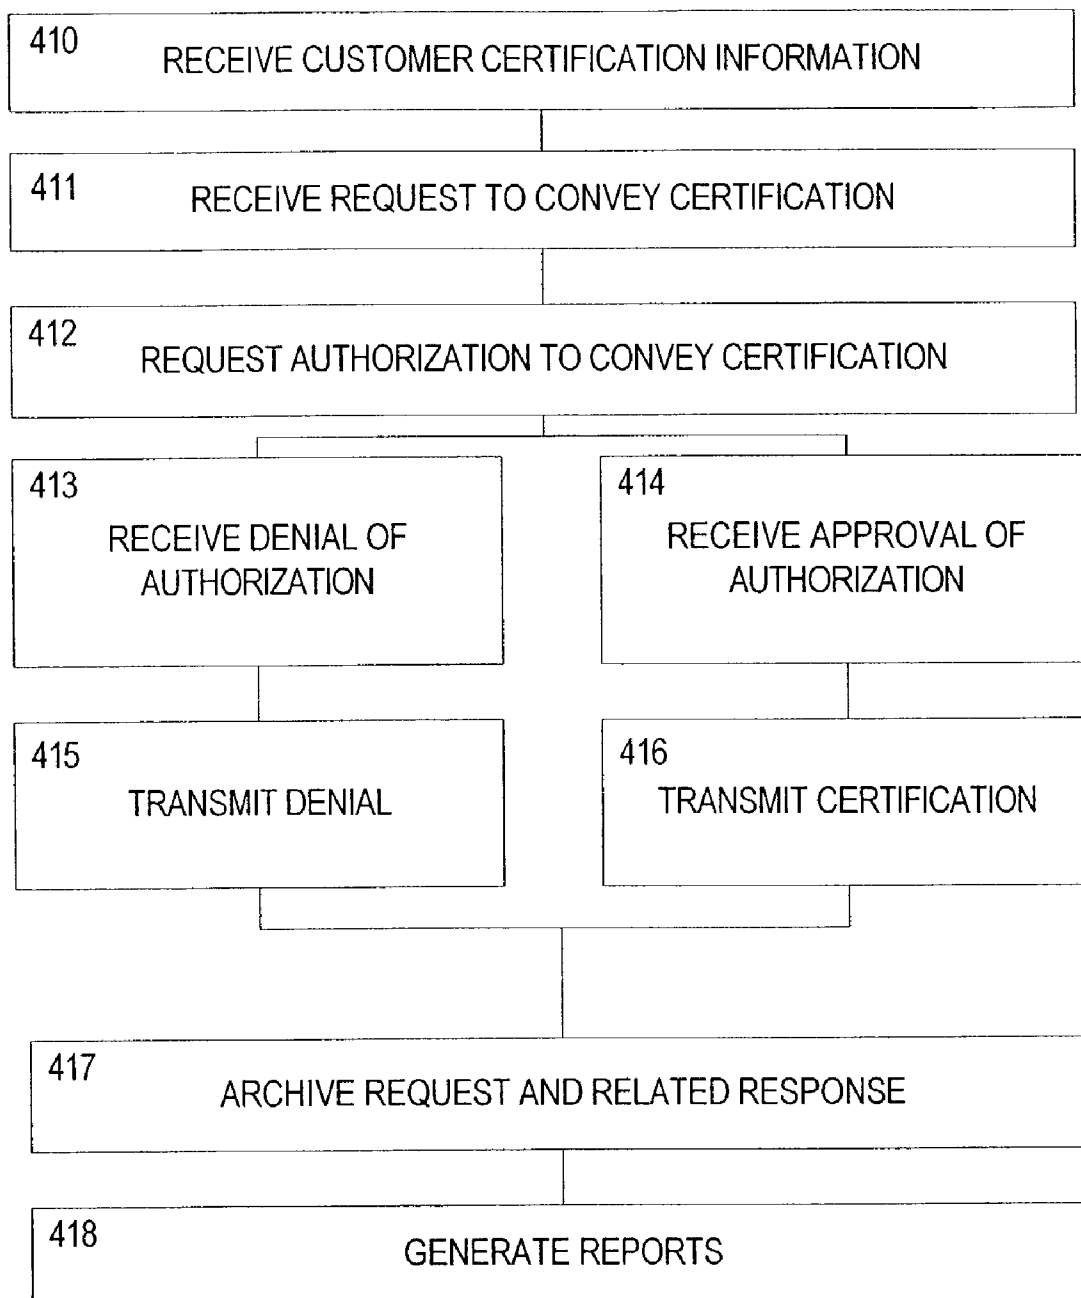 410
RECEIVE CUSTOMER CERTIFICATION INFORMATION
411
RECEIVE REQUEST TO CONVEY CERTIFICATION
412
REQUEST AUTHORIZATION TO CONVEY CERTIFICATION
413
RECEIVE DENIAL OF
AUTHORIZATION
414
RECEIVE APPROVAL OF
AUTHORIZATION
415
TRANSMIT DENIAL
416
TRANSMIT CERTIFICATION
417
ARCHIVE REQUEST AND RELATED RESPONSE
418
GENERATE REPORTS